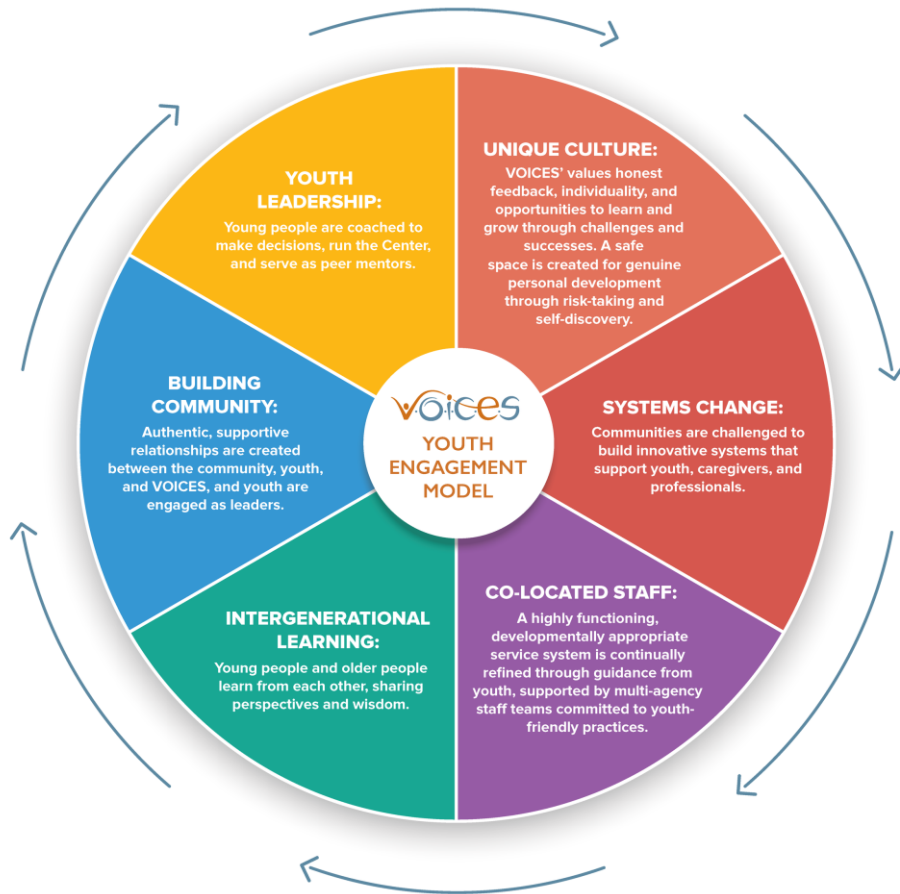 YOUTH
LEADERSHIP:
Young people are coached to
make decisions, run the Center,
and serve as peer mentors.
UNIQUE CULTURE:
VOICES’ values honest
feedback, individuality, and
opportunities to learn and
grow through challenges and
successes. A safe
space is created for genuine
personal development
through risk-taking and
self-discovery.
BUILDING
COMMUNITY:
Authentic, supportive
relationships are created
between the community, youth,
and VOICES, and youth are
engaged as leaders.
V·O·I·C·E·S
YOUTH
ENGAGEMENT
MODEL
SYSTEMS CHANGE:
Communities are challenged to
build innovative systems that
support youth, caregivers, and
professionals.
INTERGENERATIONAL
LEARNING:
Young people and older people
learn from each other, sharing
perspectives and wisdom.
CO-LOCATED STAFF:
A highly functioning,
developmentally appropriate
service system is continually
refined through guidance from
youth, supported by multi-agency
staff teams committed to youth-
friendly practices.